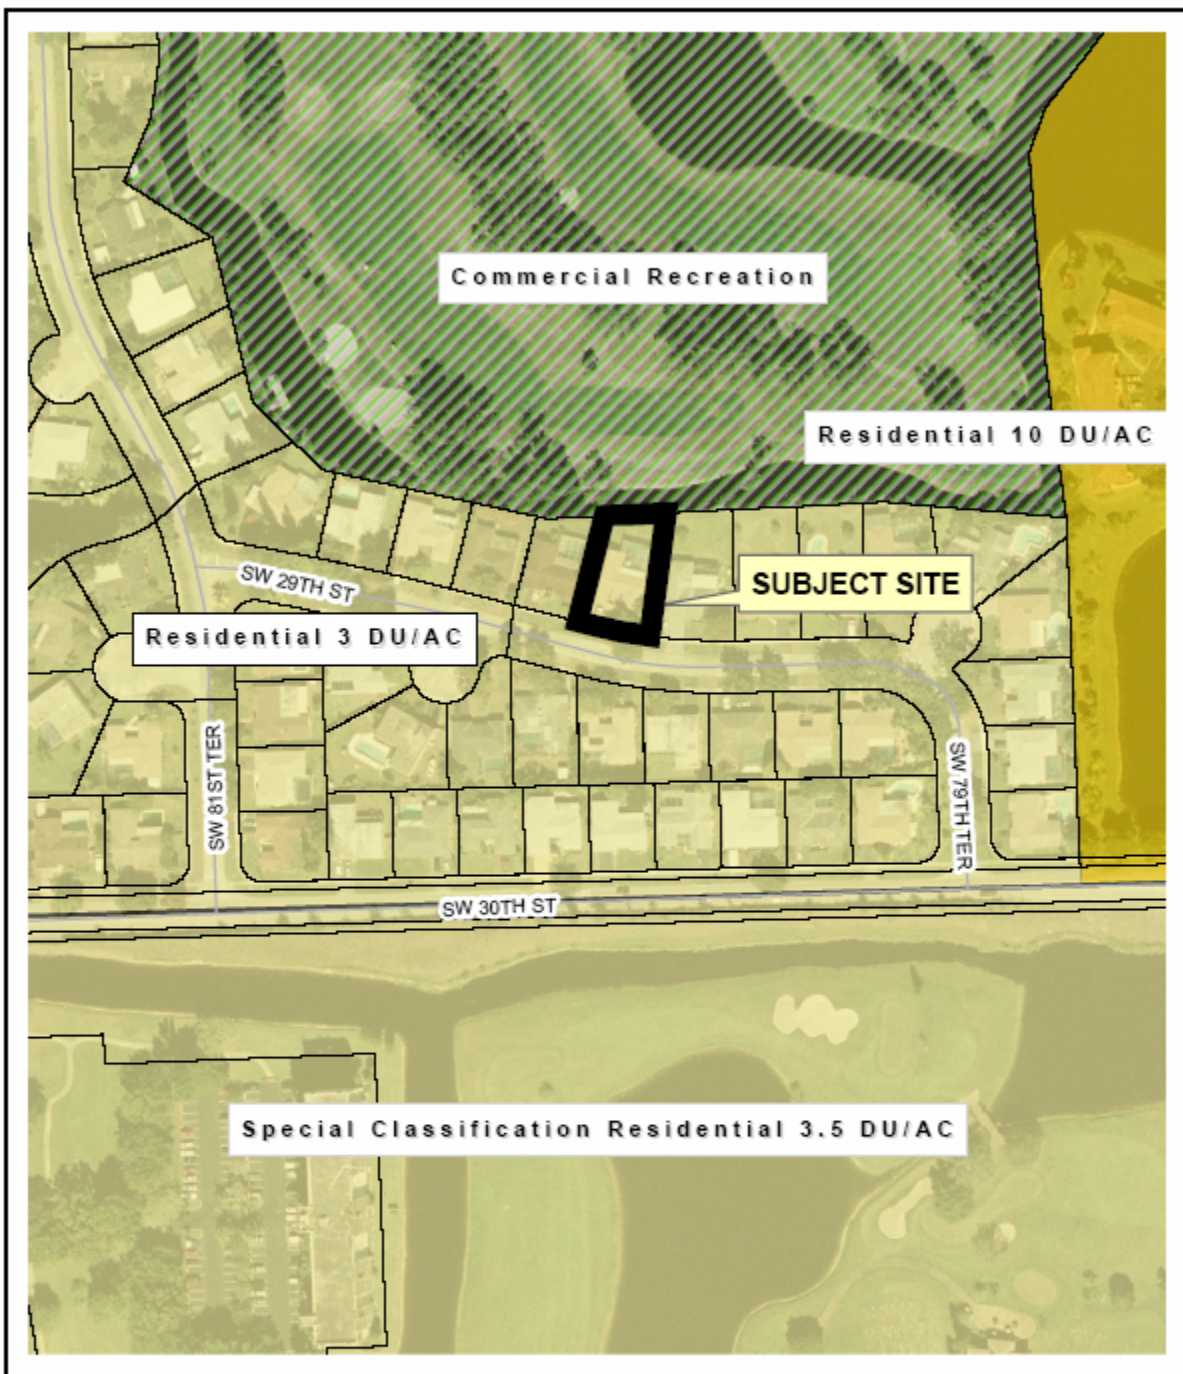 Commercial Recreation
Residential 10 DU/AC
SW 29TH ST
SUBJECT SITE
Residential 3 DU/AC
SW 81ST TER
SW 79TH TER
SW 30TH ST
Special Classification Residential 3.5 DU/AC